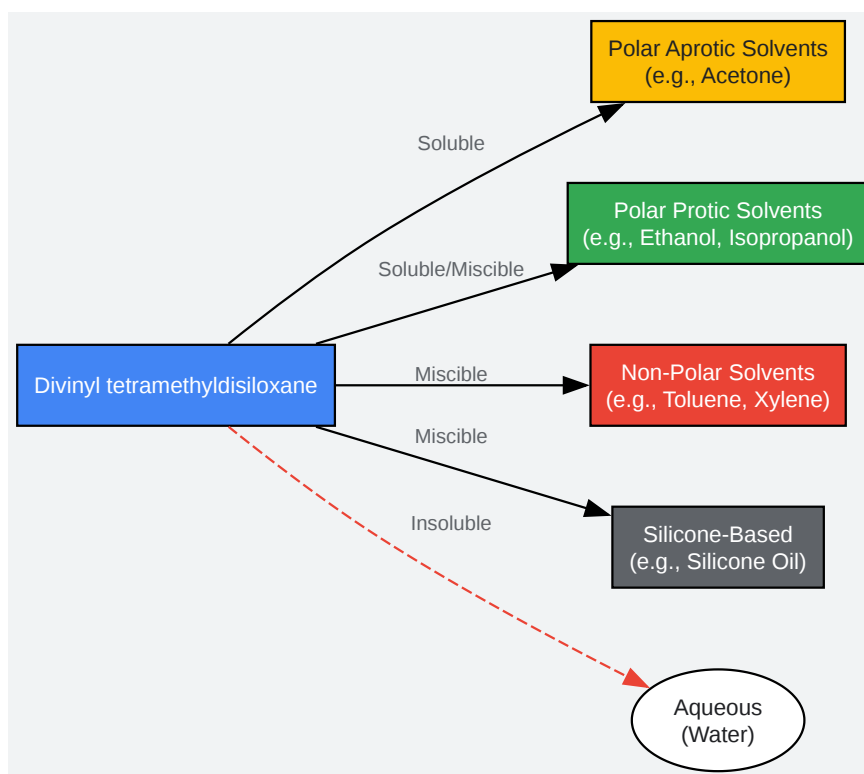 Polar Aprotic Solvents
(e.g., Acetone)
Soluble
Polar Protic Solvents
(e.g., Ethanol, Isopropanol)
Soluble/Miscible
Divinyl tetramethyldisiloxane
Miscible
Non-Polar Solvents
(e.g., Toluene, Xylene)
Miscible
Insoluble
Silicone-Based
(e.g., Silicone Oil)
Aqueous
(Water)